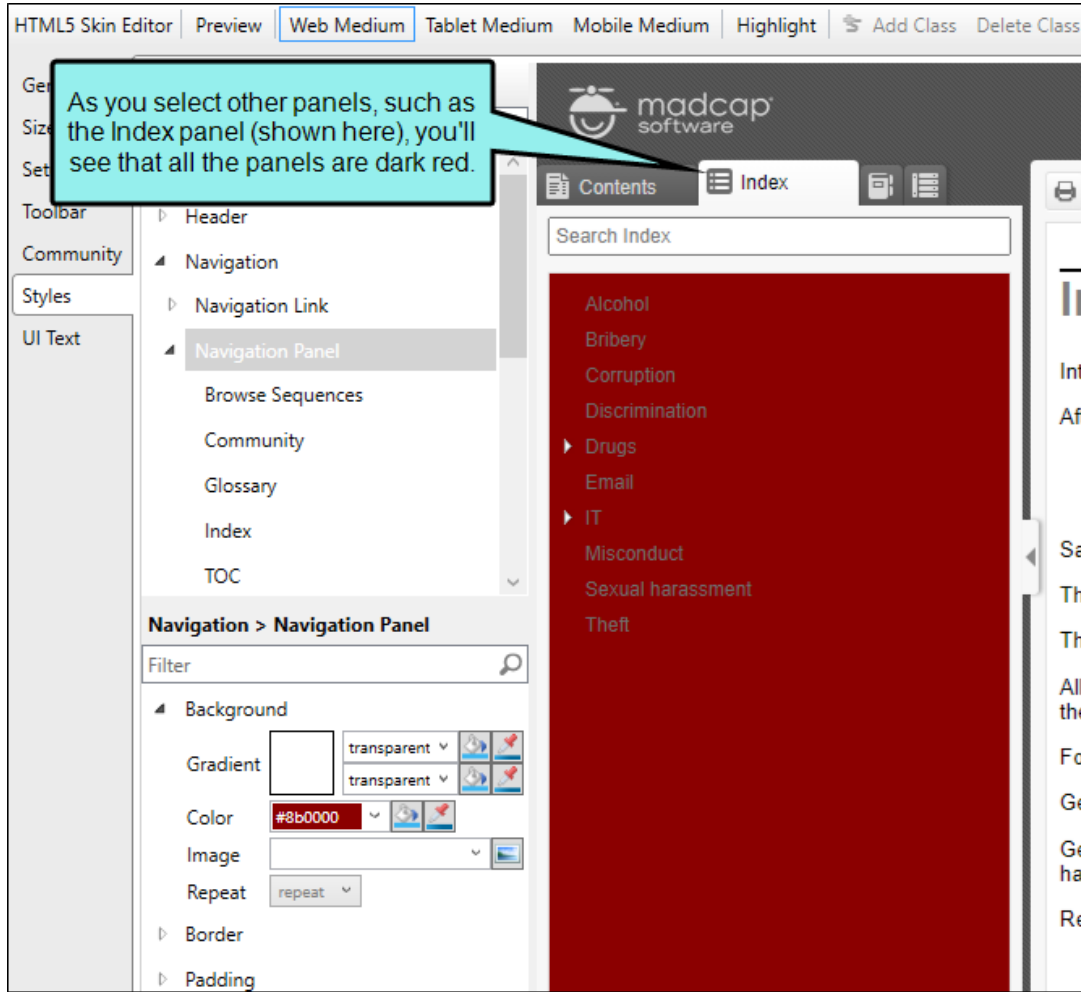 HTML5 Skin Editor Preview Web Medium Tablet Medium Mobile Medium Highlight Add Class Delete Class
As you select other panels, such as
the Index panel (shown here), you'll
see that all the panels are dark red.
Toolbar
Community
Styles
UI Text
Header
Navigation
Navigation Link
Navigation Panel
Browse Sequences
Community
Glossary
Index
TOC
Navigation > Navigation Panel
Filter
Background
Gradient
transparent
transparent
Color #8b0000
Image
Repeat repeat
Border
Padding
madcap
software
Contents Index
Search Index
Alcohol
Bribery
Corruption
Discrimination
Drugs
Email
IT
Misconduct
Sexual harassment
Theft